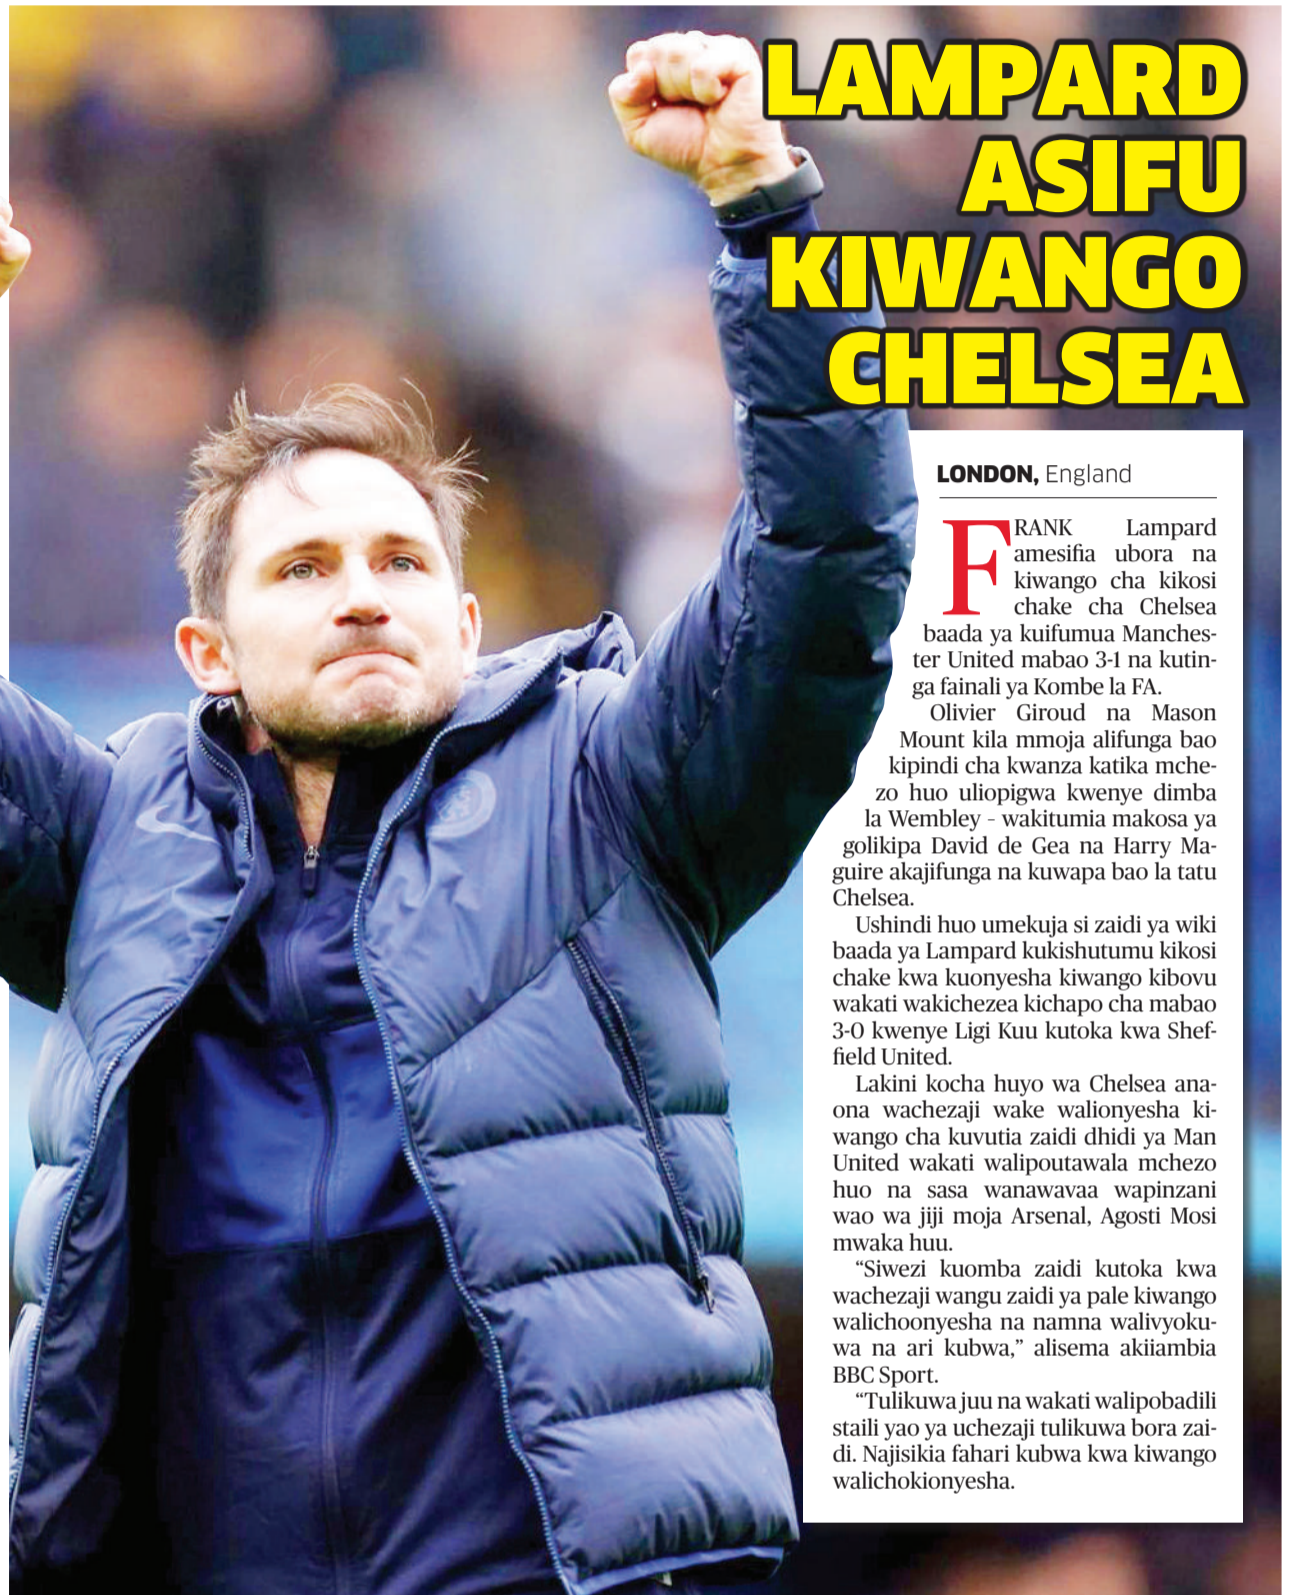 LAMPARD
ASIFU
KIWANGO
CHELSEA
LONDON, England
FRANK Lampard
amesifia ubora na
kiwango cha kikosi
chake cha Chelsea
baada ya kuifumua Manches-
ter United mabao 3-1 na kutin-
ga fainali ya Kombe la FA.
Olivier Giroud na Mason
Mount kila mmoja alifunga bao
kipindi cha kwanza katika mche-
zo huo uliopigwa kwenye dimba
la Wembley - wakitumia makosa ya
golikipa David de Gea na Harry Ma-
guire akajifunga na kuwapa bao la tatu
Chelsea.
Ushindi huo umekuja si zaidi ya wiki
baada ya Lampard kukishutumu kikosi
chake kwa kuonyesha kiwango kibovu
wakati wakichezea kichapo cha mabao
3-0 kwenye Ligi Kuu kutoka kwa Shef-
field United.
Lakini kocha huyo wa Chelsea ana-
ona wachezaji wake walionyesha ki-
wango cha kuvutia zaidi dhidi ya Man
United wakati walipoutawala mchezo
huo na sasa wanawavaa wapinzani
wao wa jiji moja Arsenal, Agosti Mosi
mwaka huu.
“Siwezi kuomba zaidi kutoka kwa
wachezaji wangu zaidi ya pale kiwango
walichoonyesha na namna walivyoku-
wa na ari kubwa,” alisema akiiambia
BBC Sport.
“Tulikuwa juu na wakati walipobadili
staili yao ya uchezaji tulikuwa bora zai-
di. Najisikia fahari kubwa kwa kiwango
walichokionyesha.